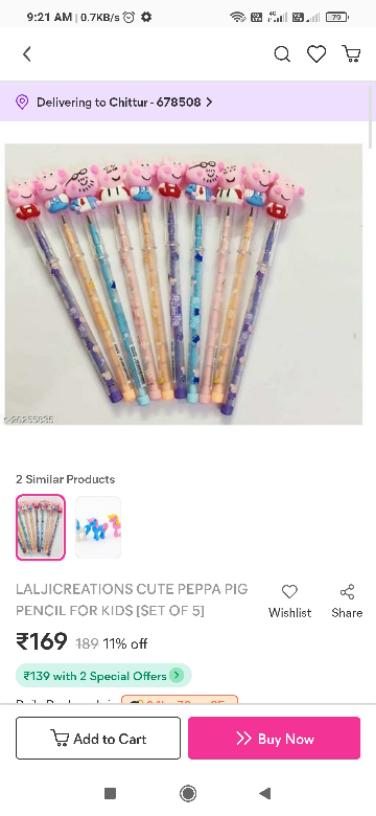 9:21 AM | 0.7KB/s
79
Delivering to Chittur - 678508
2 Similar Products
LALJICREATIONS CUTE PEPPA PIG
PENCIL FOR KIDS [SET OF 5]
Wishlist
Share
₹169 189 11% off
₹139 with 2 Special Offers
Add to Cart
Buy Now